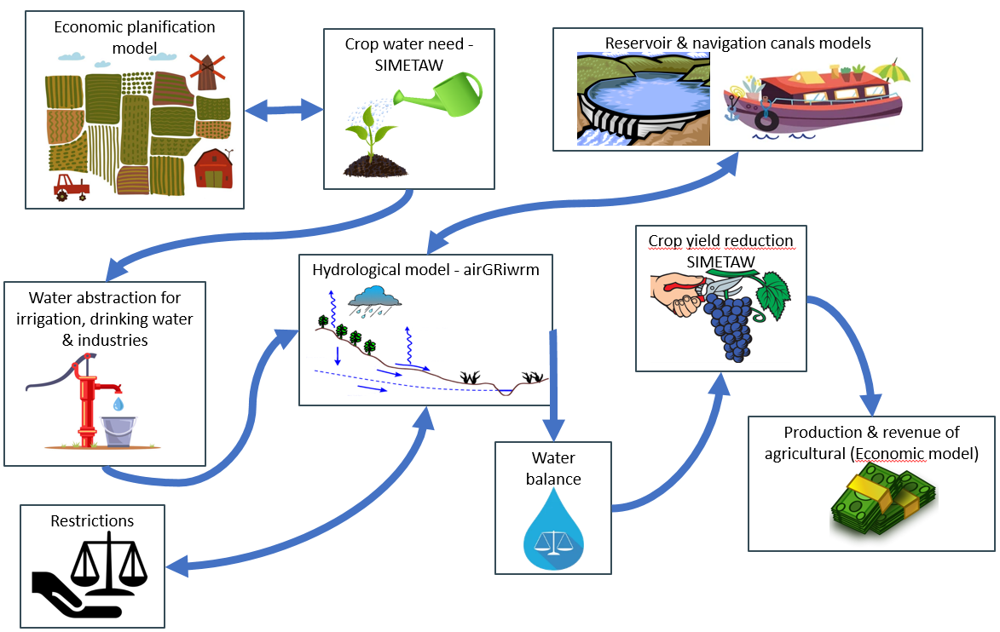 Economic planification
model
Crop water need -
SIMETAW
Reservoir & navigation canals models
Water abstraction for
irrigation, drinking water
& industries
Hydrological model - airGRiwrm
Crop yield reduction
SIMETAW
Restrictions
Water
balance
Production & revenue of
agricultural (Economic model)